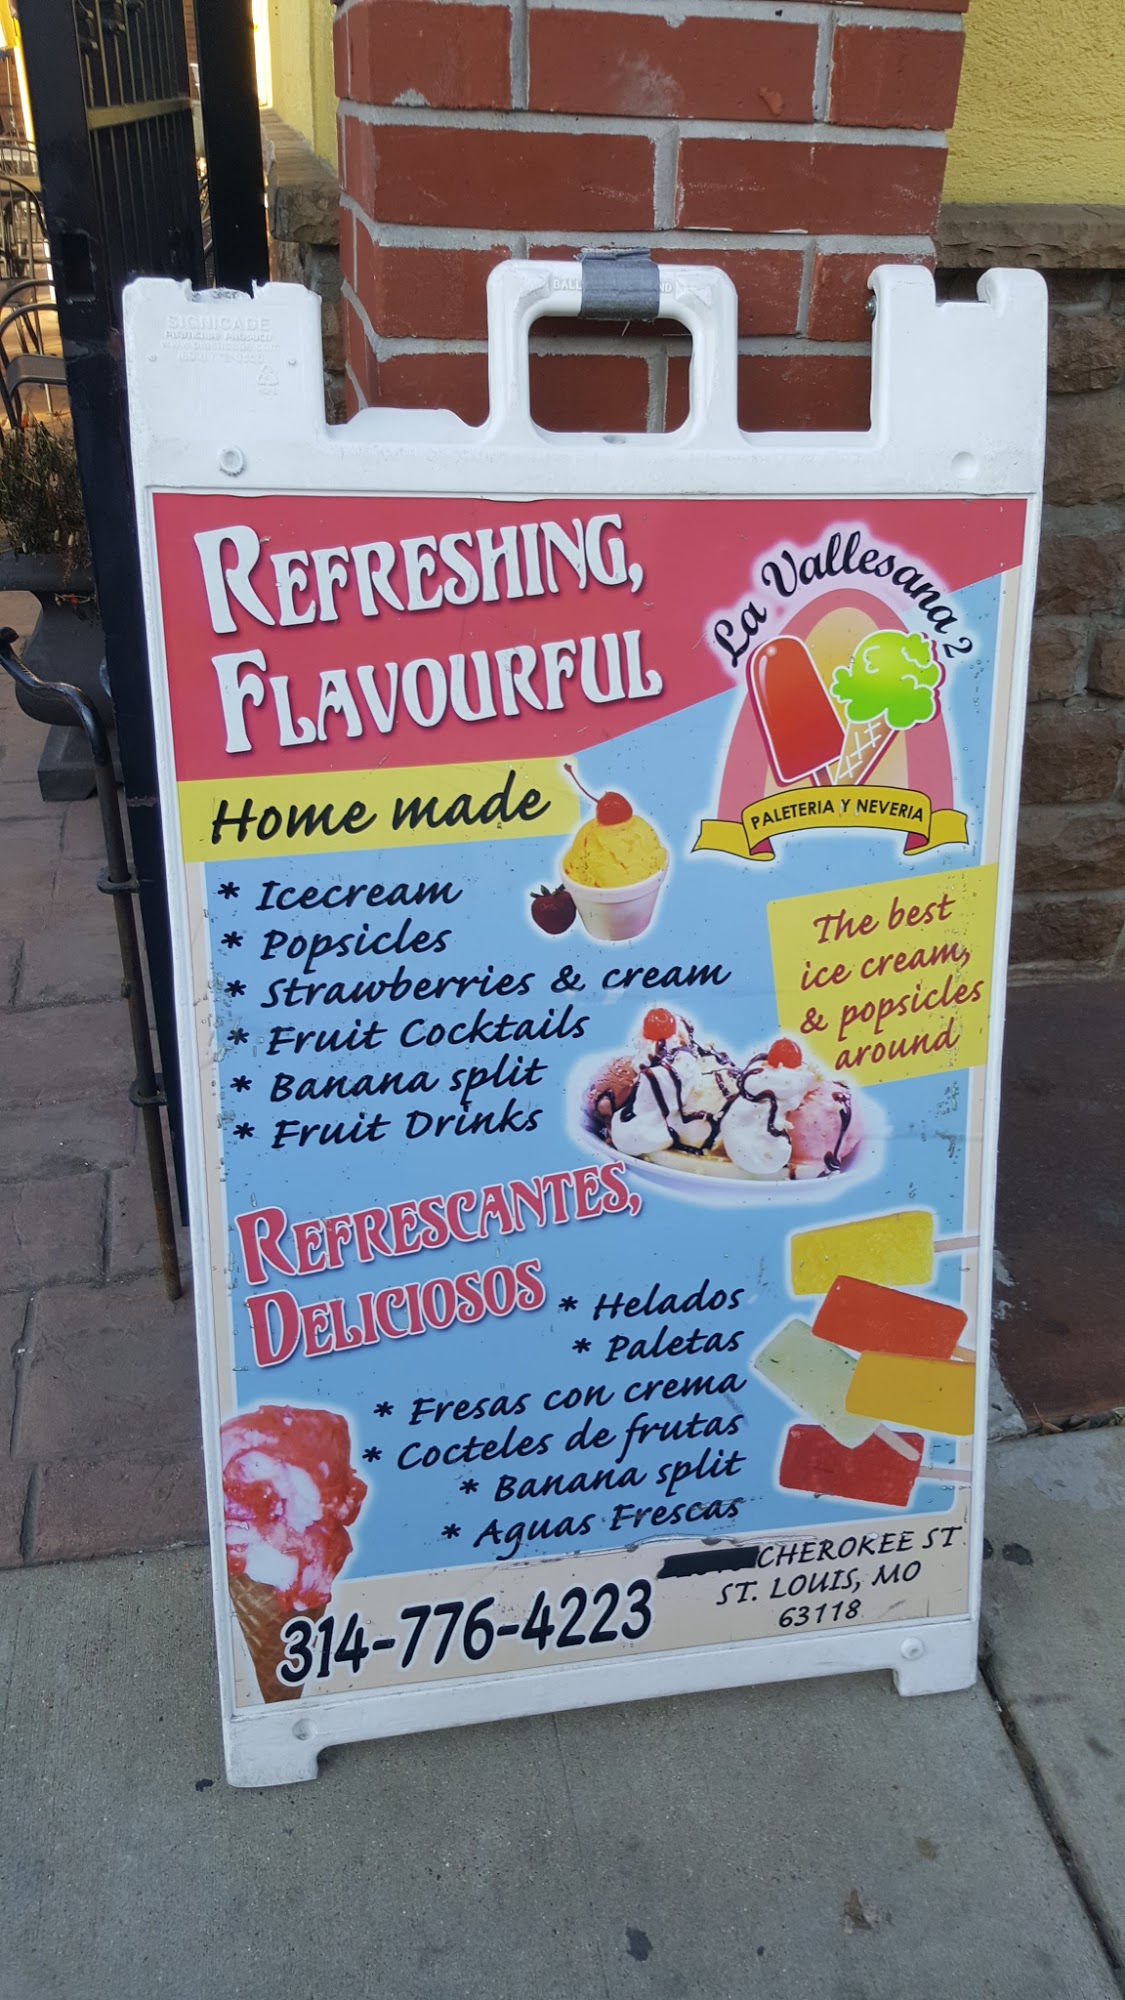 SIGNICADE
REFRESHING,
FLAVOURFUL
La Vallesana 2
PALETERIA Y NEVERIA
Home made
* Icecream
* Popsicles
* Strawberries & cream
* Fruit Cocktails
* Banana split
* Fruit Drinks
The best
ice cream,
& popsicles
around
REFRESCANTES,
DELICIOSOS
* Helados
* Paletas
* Fresas con crema
* Cocteles de frutas
* Banana split
* Aguas Frescas
CHEROKEE ST
ST. LOUIS, MO
63118
314-776-4223